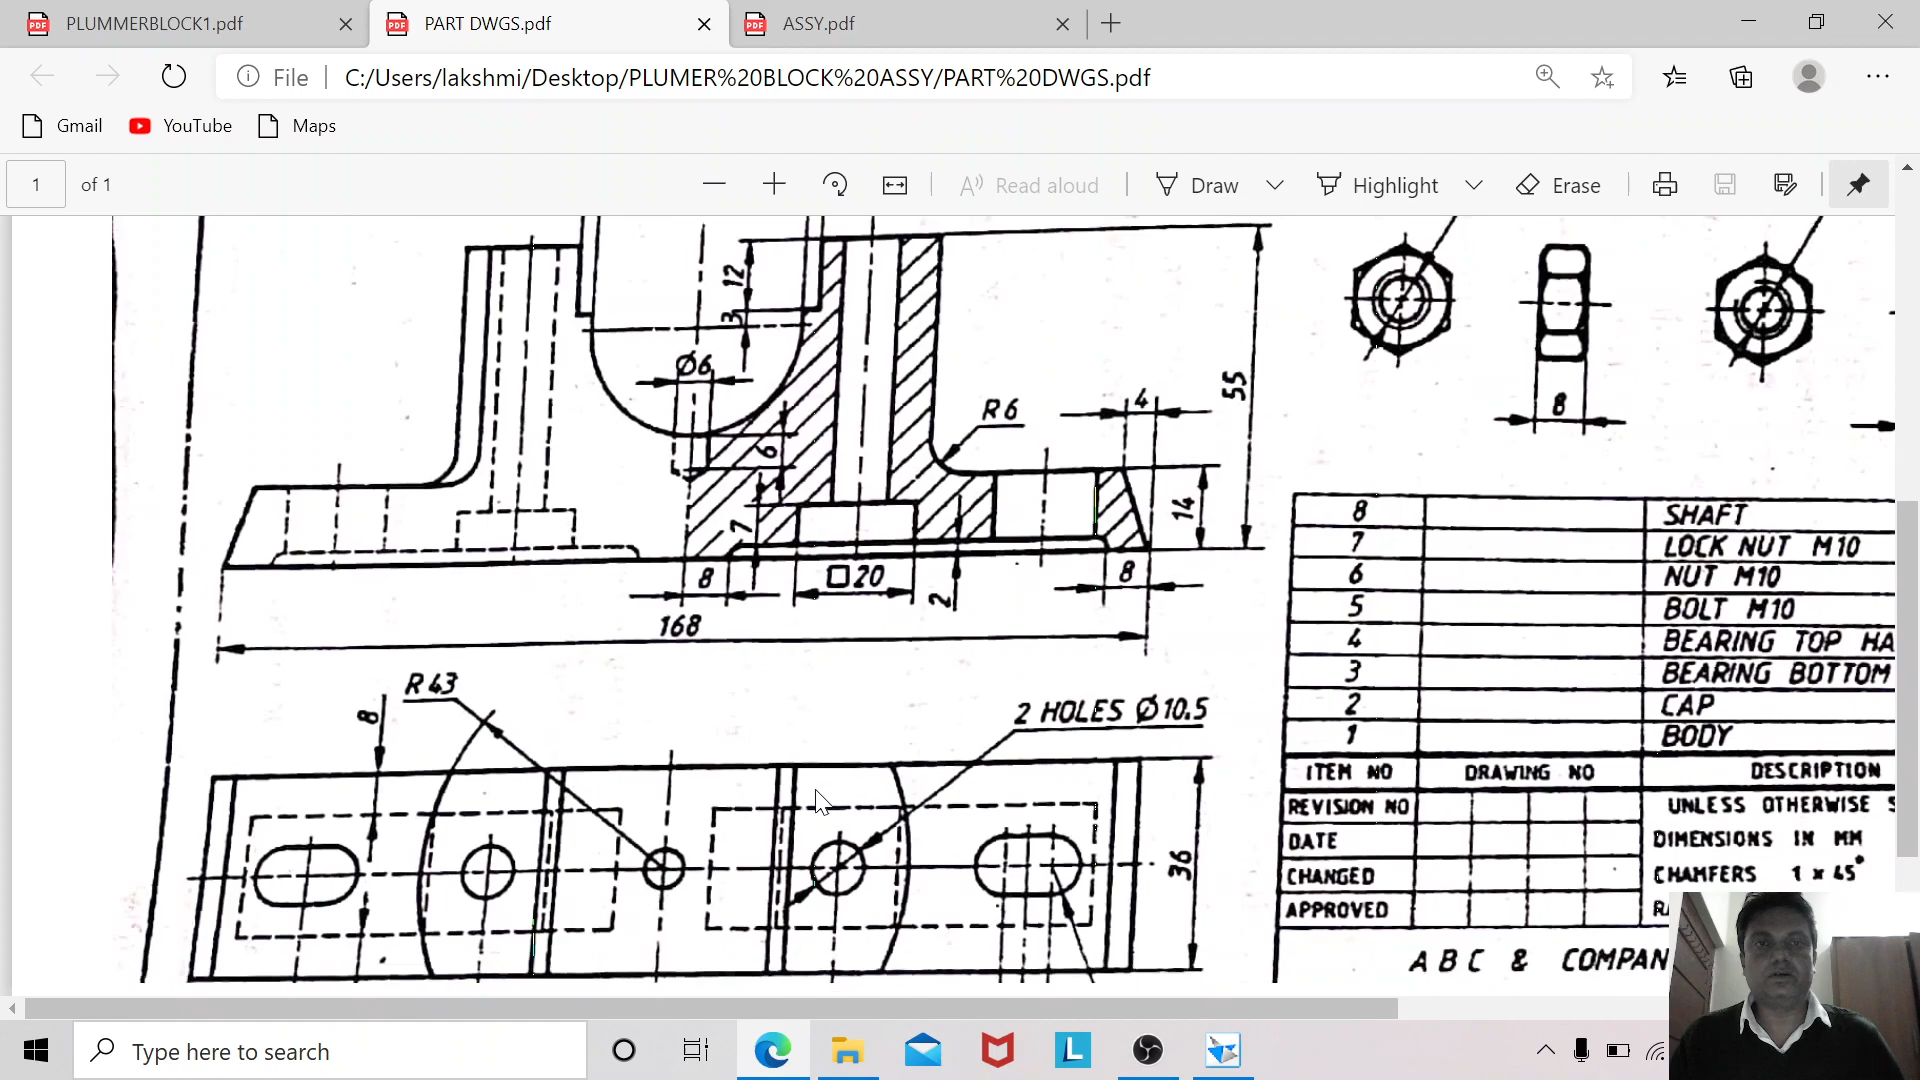 PLUMMERBLOCK1.pdf
PART DWGS.pdf
ASSY.pdf
File
C:/Users/lakshmi/Desktop/PLUMER%20BLOCK%20ASSY/PART%20DWGS.pdf
Gmail
YouTube
Maps
1 of 1
Read aloud
Draw
Highlight
Erase
12
3
Ø6
6
7
R6
4
55
14
8
8
□20
2
8
168
R43
8
2 HOLES Ø10.5
36
8 SHAFT
7 LOCK NUT M10
6 NUT M10
5 BOLT M10
4 BEARING TOP HA
3 BEARING BOTTOM
2 CAP
1 BODY
ITEM NO DRAWING NO DESCRIPTION
REVISION NO UNLESS OTHERWISE S
DATE DIMENSIONS IN MM
CHANGED CHAMFERS 1 x 45°
APPROVED
ABC & COMPAN
Type here to search